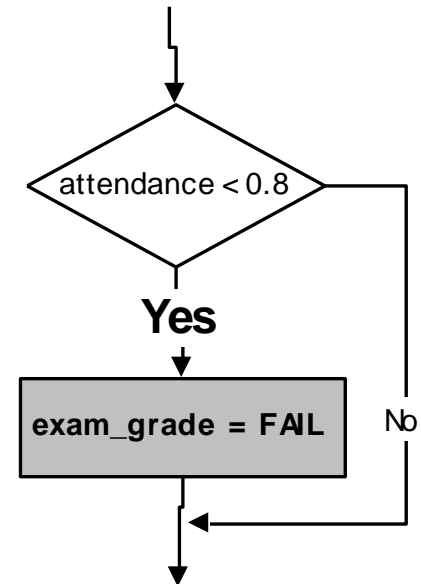 attendance < 0.8
Yes
exam_grade = FAIL
No